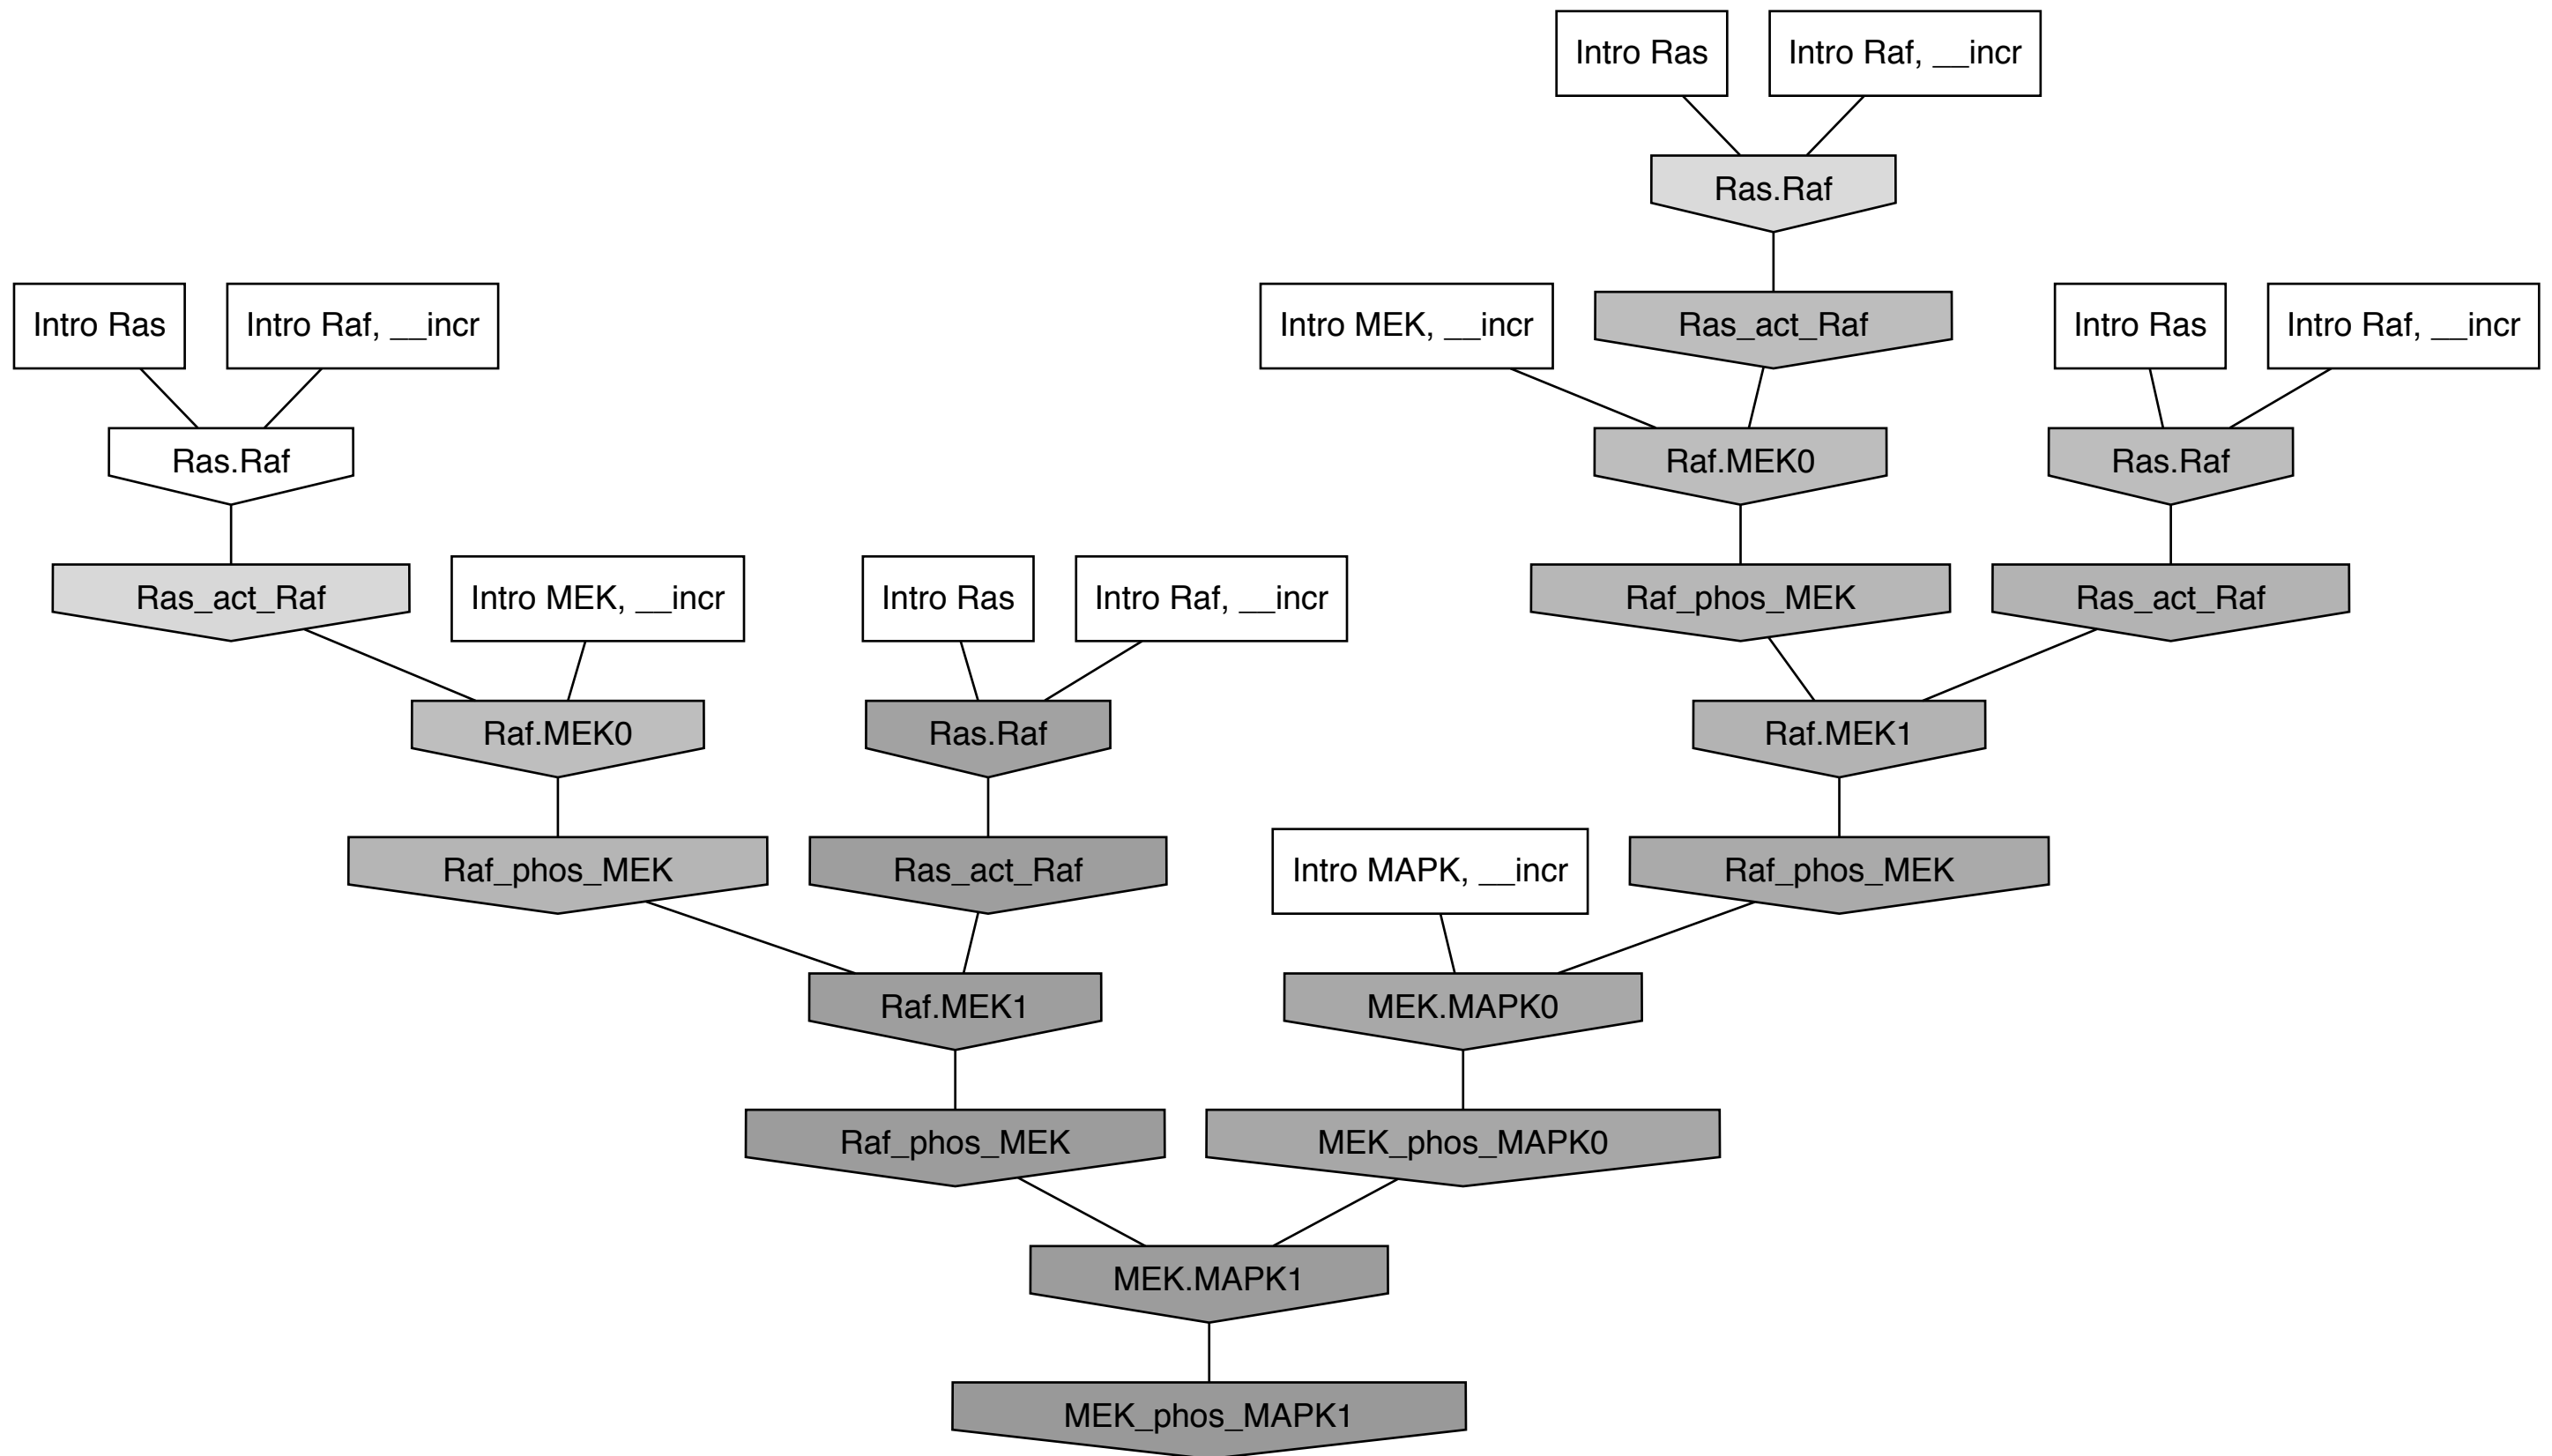 Intro Ras
Intro Raf, __incr
Ras.Raf
Intro Ras
Intro Raf, __incr
Intro MEK, __incr
Ras_act_Raf
Intro Ras
Intro Raf, __incr
Ras.Raf
Raf.MEK0
Ras.Raf
Ras_act_Raf
Intro MEK, __incr
Intro Ras
Intro Raf, __incr
Raf_phos_MEK
Ras_act_Raf
Raf.MEK0
Ras.Raf
Raf.MEK1
Raf_phos_MEK
Ras_act_Raf
Intro MAPK, __incr
Raf_phos_MEK
Raf.MEK1
MEK.MAPK0
Raf_phos_MEK
MEK_phos_MAPK0
MEK.MAPK1
MEK_phos_MAPK1